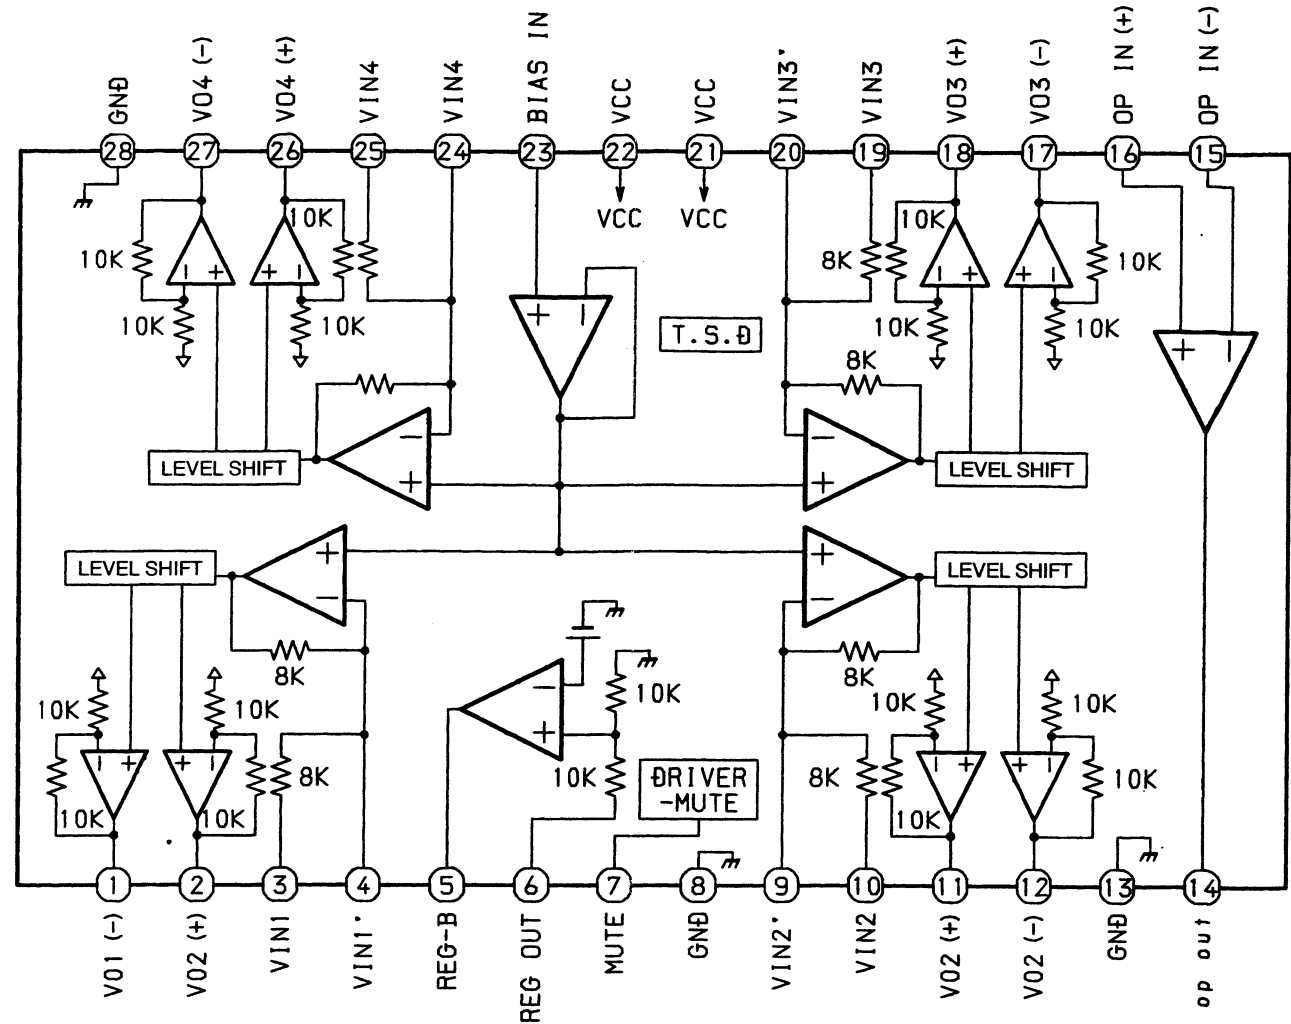 GND
VO4 (-)
VO4 (+)
VIN4
VIN4
BIAS IN
VCC
VCC
VIN3'
VIN3
VO3 (+)
VO3 (-)
OP IN (+)
OP IN (-)
28
27
26
25
24
23
22
21
20
19
18
17
16
15
VCC
VCC
10K
10K
10K
10K
8K
10K
10K
10K
10K
- +
+ -
- +
+ -
+ -
+ -
T.S.D
8K
LEVEL SHIFT
-
+
-
+
LEVEL SHIFT
LEVEL SHIFT
+
-
+
-
LEVEL SHIFT
8K
8K
10K
10K
10K
10K
10K
-
+
- +
+ -
- +
+ -
8K
10K
DRIVER
-MUTE
8K
10K
10K
10K
10K
1
2
3
4
5
6
7
8
9
10
11
12
13
14
VO1 (-)
VO2 (+)
VIN1
VIN1'
REG-B
REG OUT
MUTE
GND
VIN2'
VIN2
VO2 (+)
VO2 (-)
GND
op out